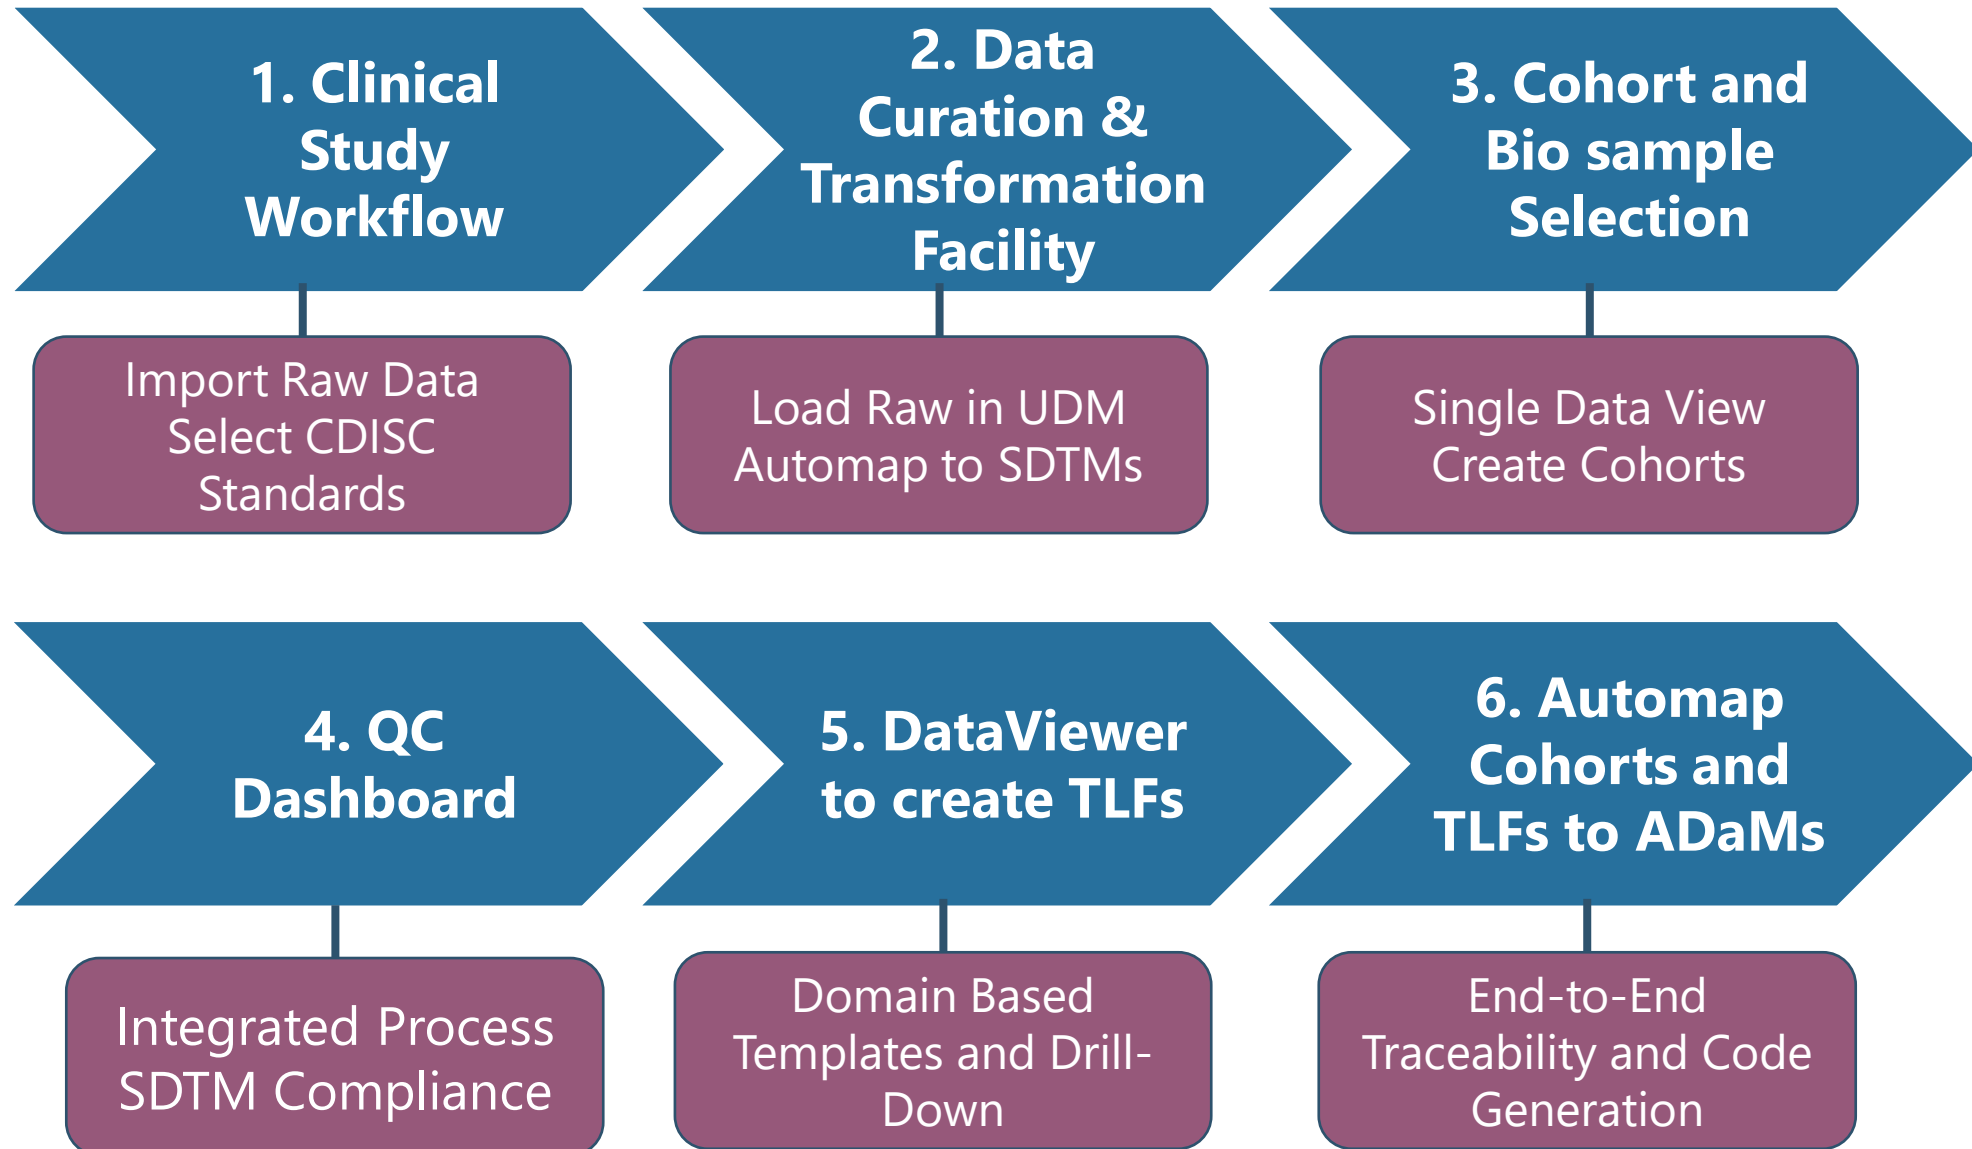 1. Clinical
Study
Workflow
2. Data
Curation &
Transformation
Facility
3. Cohort and
Bio sample
Selection
Import Raw Data
Select CDISC
Standards
Load Raw in UDM
Automap to SDTMs
Single Data View
Create Cohorts
4. QC
Dashboard
5. DataViewer
to create TLFs
6. Automap
Cohorts and
TLFs to ADaMs
Integrated Process
SDTM Compliance
Domain Based
Templates and Drill-
Down
End-to-End
Traceability and Code
Generation